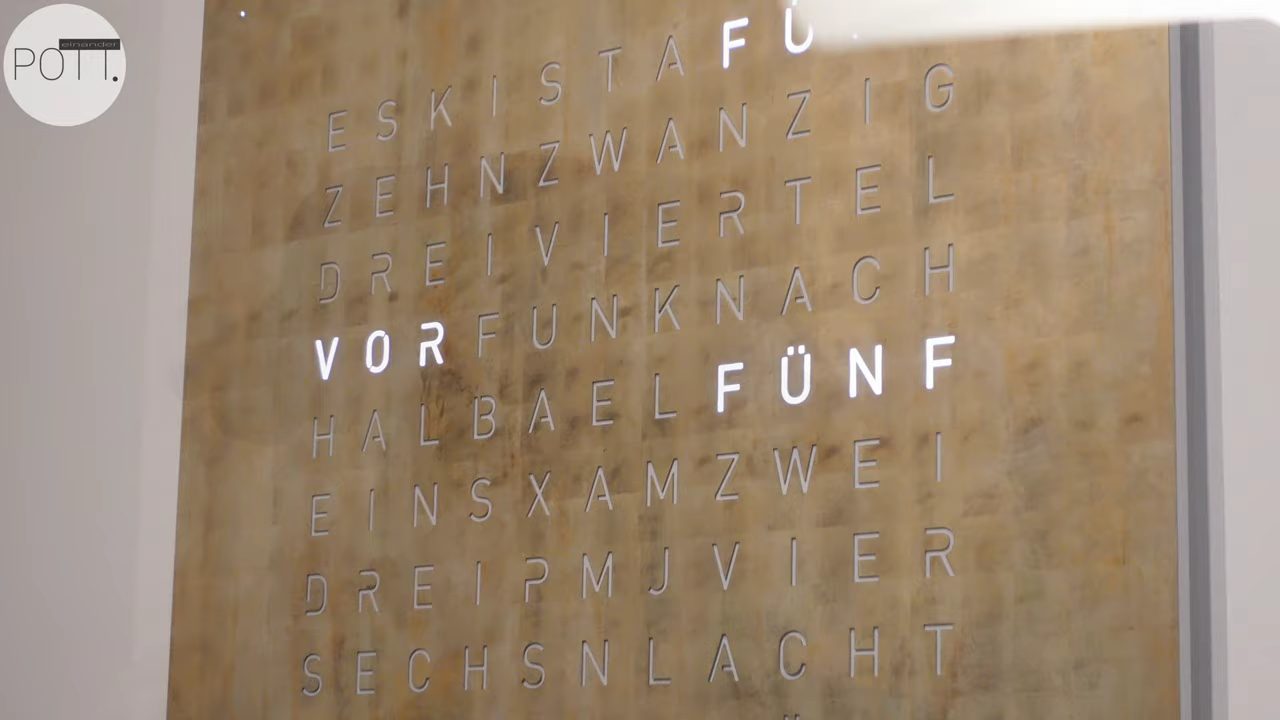 einander
POTT.
ESKISTAFÜ
ZEHNZWANZIG
DREIVIERTEL
VORFUNKNACH
HALBAELFÜNF
EINSXAMZWEI
DREIPMJVIER
SECHSNLACHT